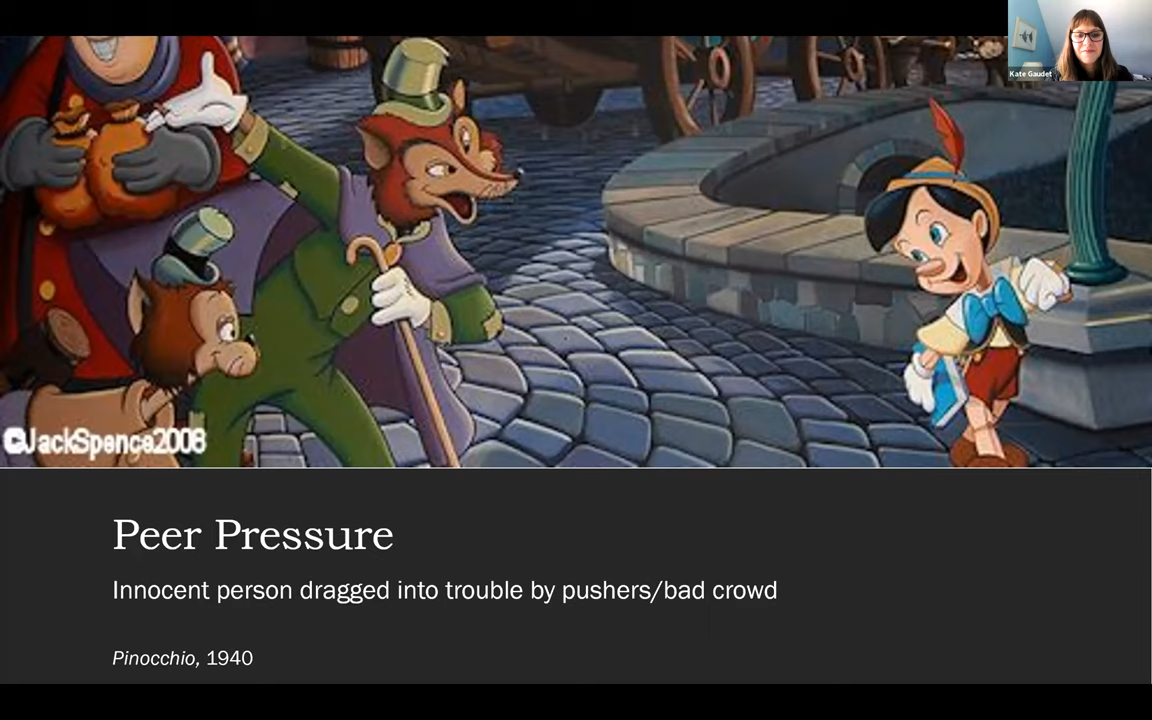 Kate Gaudet
©JackSpence2008
Peer Pressure
Innocent person dragged into trouble by pushers/bad crowd
Pinocchio, 1940